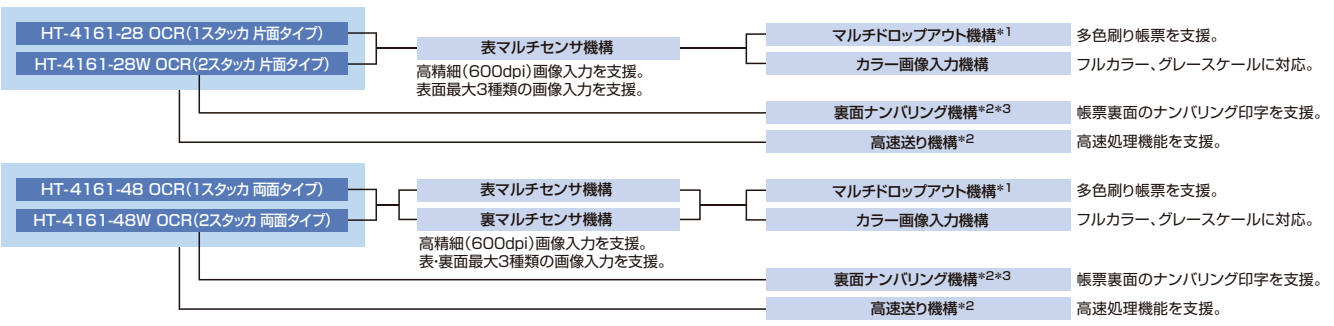 HT-4161-28 OCR(1スタッカ 片面タイプ)
HT-4161-28W OCR(2スタッカ 片面タイプ)
表マルチセンサ機構
高精細(600dpi)画像入力を支援。
表面最大3種類の画像入力を支援。
マルチドロップアウト機構*1 多色刷り帳票を支援。
カラー画像入力機構 フルカラー、グレースケールに対応。
裏面ナンバリング機構*2*3 帳票裏面のナンバリング印字を支援。
高速送り機構*2 高速処理機能を支援。
HT-4161-48 OCR(1スタッカ 両面タイプ)
HT-4161-48W OCR(2スタッカ 両面タイプ)
表マルチセンサ機構
裏マルチセンサ機構
高精細(600dpi)画像入力を支援。
表・裏面最大3種類の画像入力を支援。
マルチドロップアウト機構*1 多色刷り帳票を支援。
カラー画像入力機構 フルカラー、グレースケールに対応。
裏面ナンバリング機構*2*3 帳票裏面のナンバリング印字を支援。
高速送り機構*2 高速処理機能を支援。